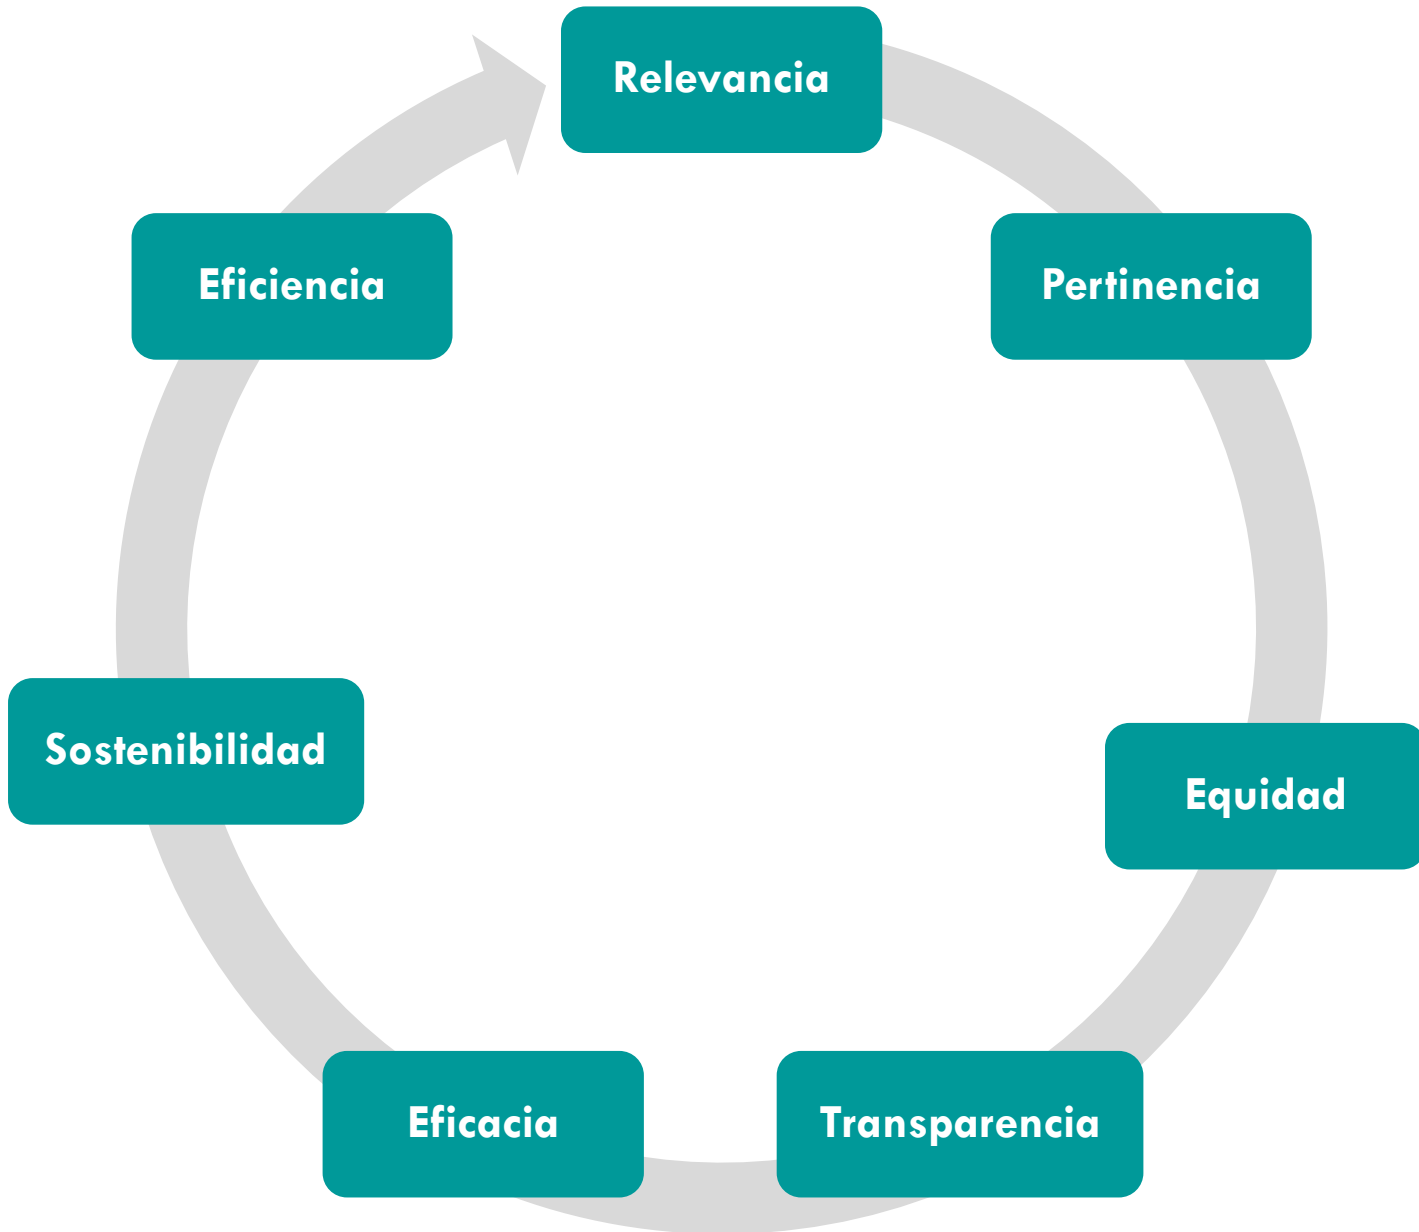 Relevancia
Pertinencia
Equidad
Transparencia
Eficacia
Sostenibilidad
Eficiencia